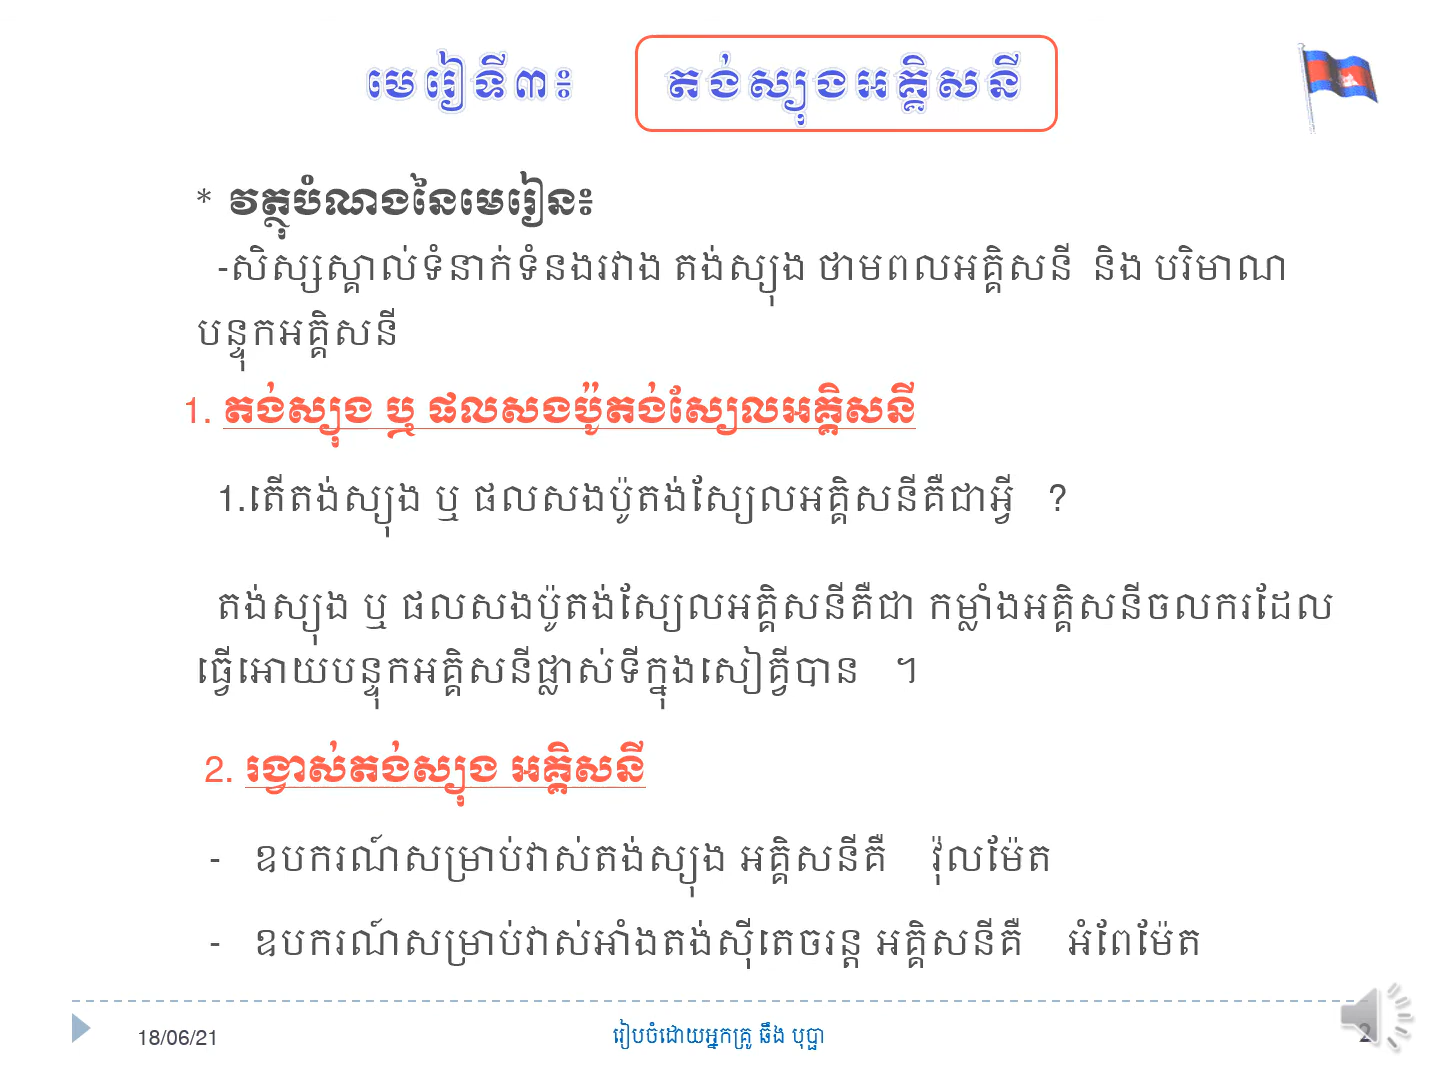 មេរៀទី៣៖ តង់ស្យុងអគ្គិសនី
* វត្ថុបំណងនៃមេរៀន៖
-សិស្សស្គាល់ទំនាក់ទំនងរវាង តង់ស្យុង ថាមពលអគ្គិសនី និង បរិមាណ
បន្ទុកអគ្គិសនី
1. តង់ស្យុង ឬ ផលសងប៉ូតង់ស្យែលអគ្គិសនី
1.តើតង់ស្យុង ឬ ផលសងប៉ូតង់ស្យែលអគ្គិសនីគឺជាអ្វី ?
តង់ស្យុង ឬ ផលសងប៉ូតង់ស្យែលអគ្គិសនីគឺជា កម្លាំងអគ្គិសនីចលករដែល
ធ្វើអោយបន្ទុកអគ្គិសនីផ្លាស់ទីក្នុងសៀគ្វីបាន ។
2. រង្វាស់តង់ស្យុង អគ្គិសនី
- ឧបករណ៍សម្រាប់វាស់តង់ស្យុង អគ្គិសនីគឺ វ៉ុលម៉ែត
- ឧបករណ៍សម្រាប់វាស់អាំងតង់ស៊ីតេចរន្ត អគ្គិសនីគឺ អំពែម៉ែត
18/06/21 រៀបចំដោយអ្នកគ្រូ ឆឹង បុប្ផា 2